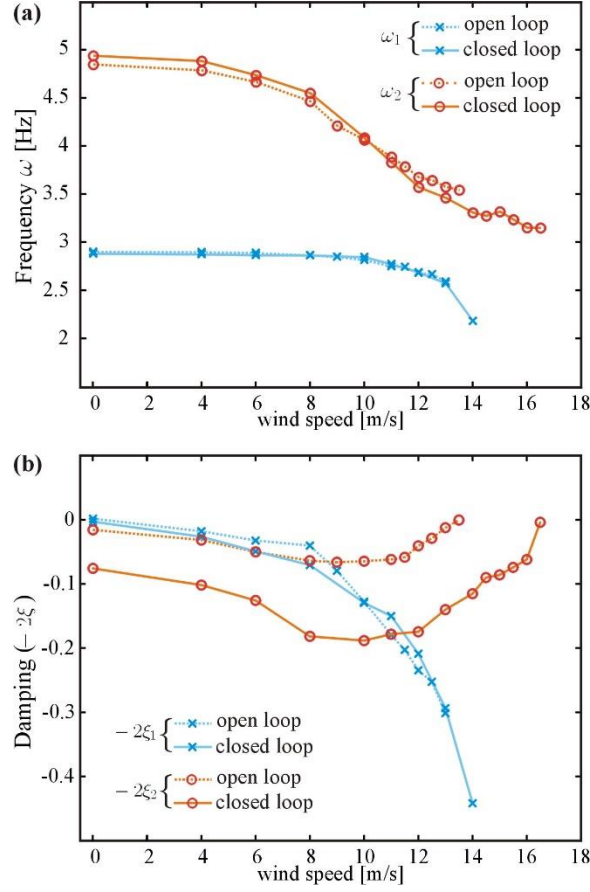 (a)
ω₁ { open loop
closed loop
ω₂ { open loop
closed loop
Frequency ω [Hz]
5
4.5
4
3.5
3
2.5
2
0 2 4 6 8 10 12 14 16 18
wind speed [m/s]
(b)
Damping (− 2ξ)
0
-0.1
-0.2
-0.3
-0.4
− 2ξ₁ { open loop
closed loop
− 2ξ₂ { open loop
closed loop
0 2 4 6 8 10 12 14 16 18
wind speed [m/s]